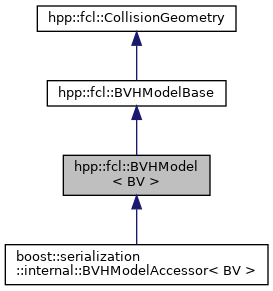 hpp::fcl::CollisionGeometry
hpp::fcl::BVHModelBase
hpp::fcl::BVHModel
< BV >
boost::serialization
::internal::BVHModelAccessor< BV >